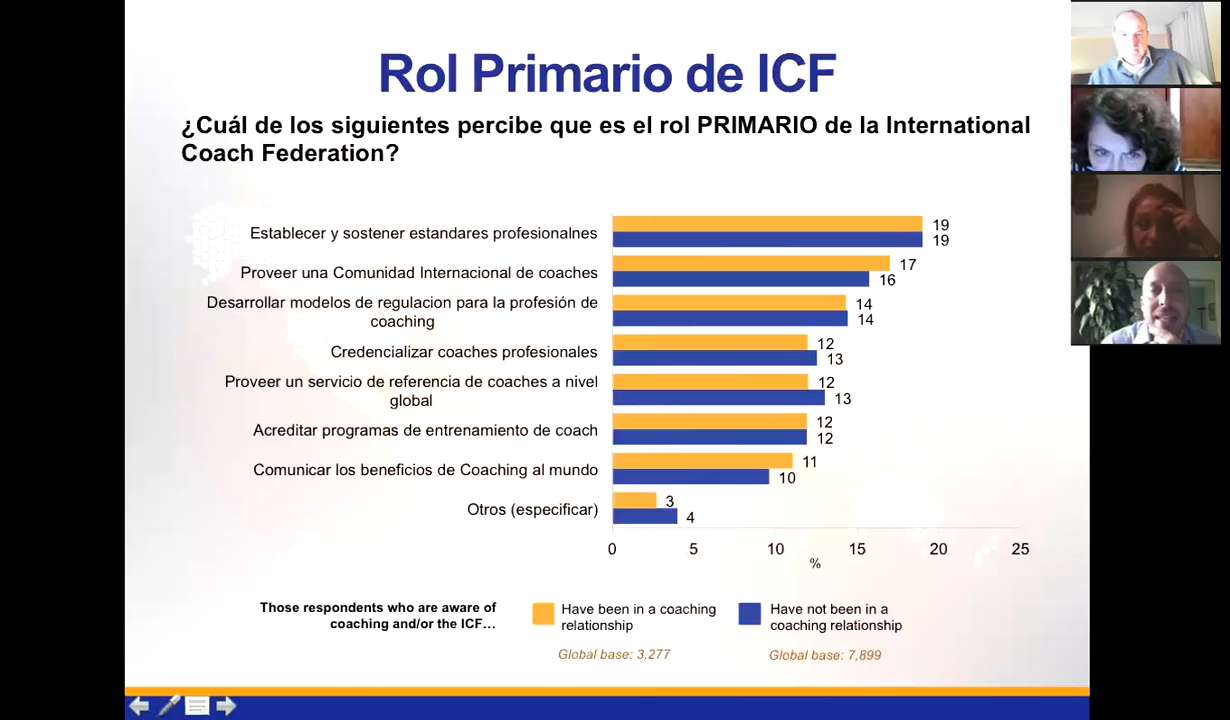 Rol Primario de ICF
¿Cuál de los siguientes percibe que es el rol PRIMARIO de la International
Coach Federation?
Establecer y sostener estandares profesionalnes
19
19
Proveer una Comunidad Internacional de coaches
17
16
Desarrollar modelos de regulacion para la profesión de
coaching
14
14
Credencializar coaches profesionales
12
13
Proveer un servicio de referencia de coaches a nivel
global
12
13
Acreditar programas de entrenamiento de coach
12
12
Comunicar los beneficios de Coaching al mundo
11
10
Otros (especificar)
3
4
0 5 10 15 20 25
%
Those respondents who are aware of
coaching and/or the ICF…
Have been in a coaching
relationship
Global base: 3,277
Have not been in a
coaching relationship
Global base: 7,899